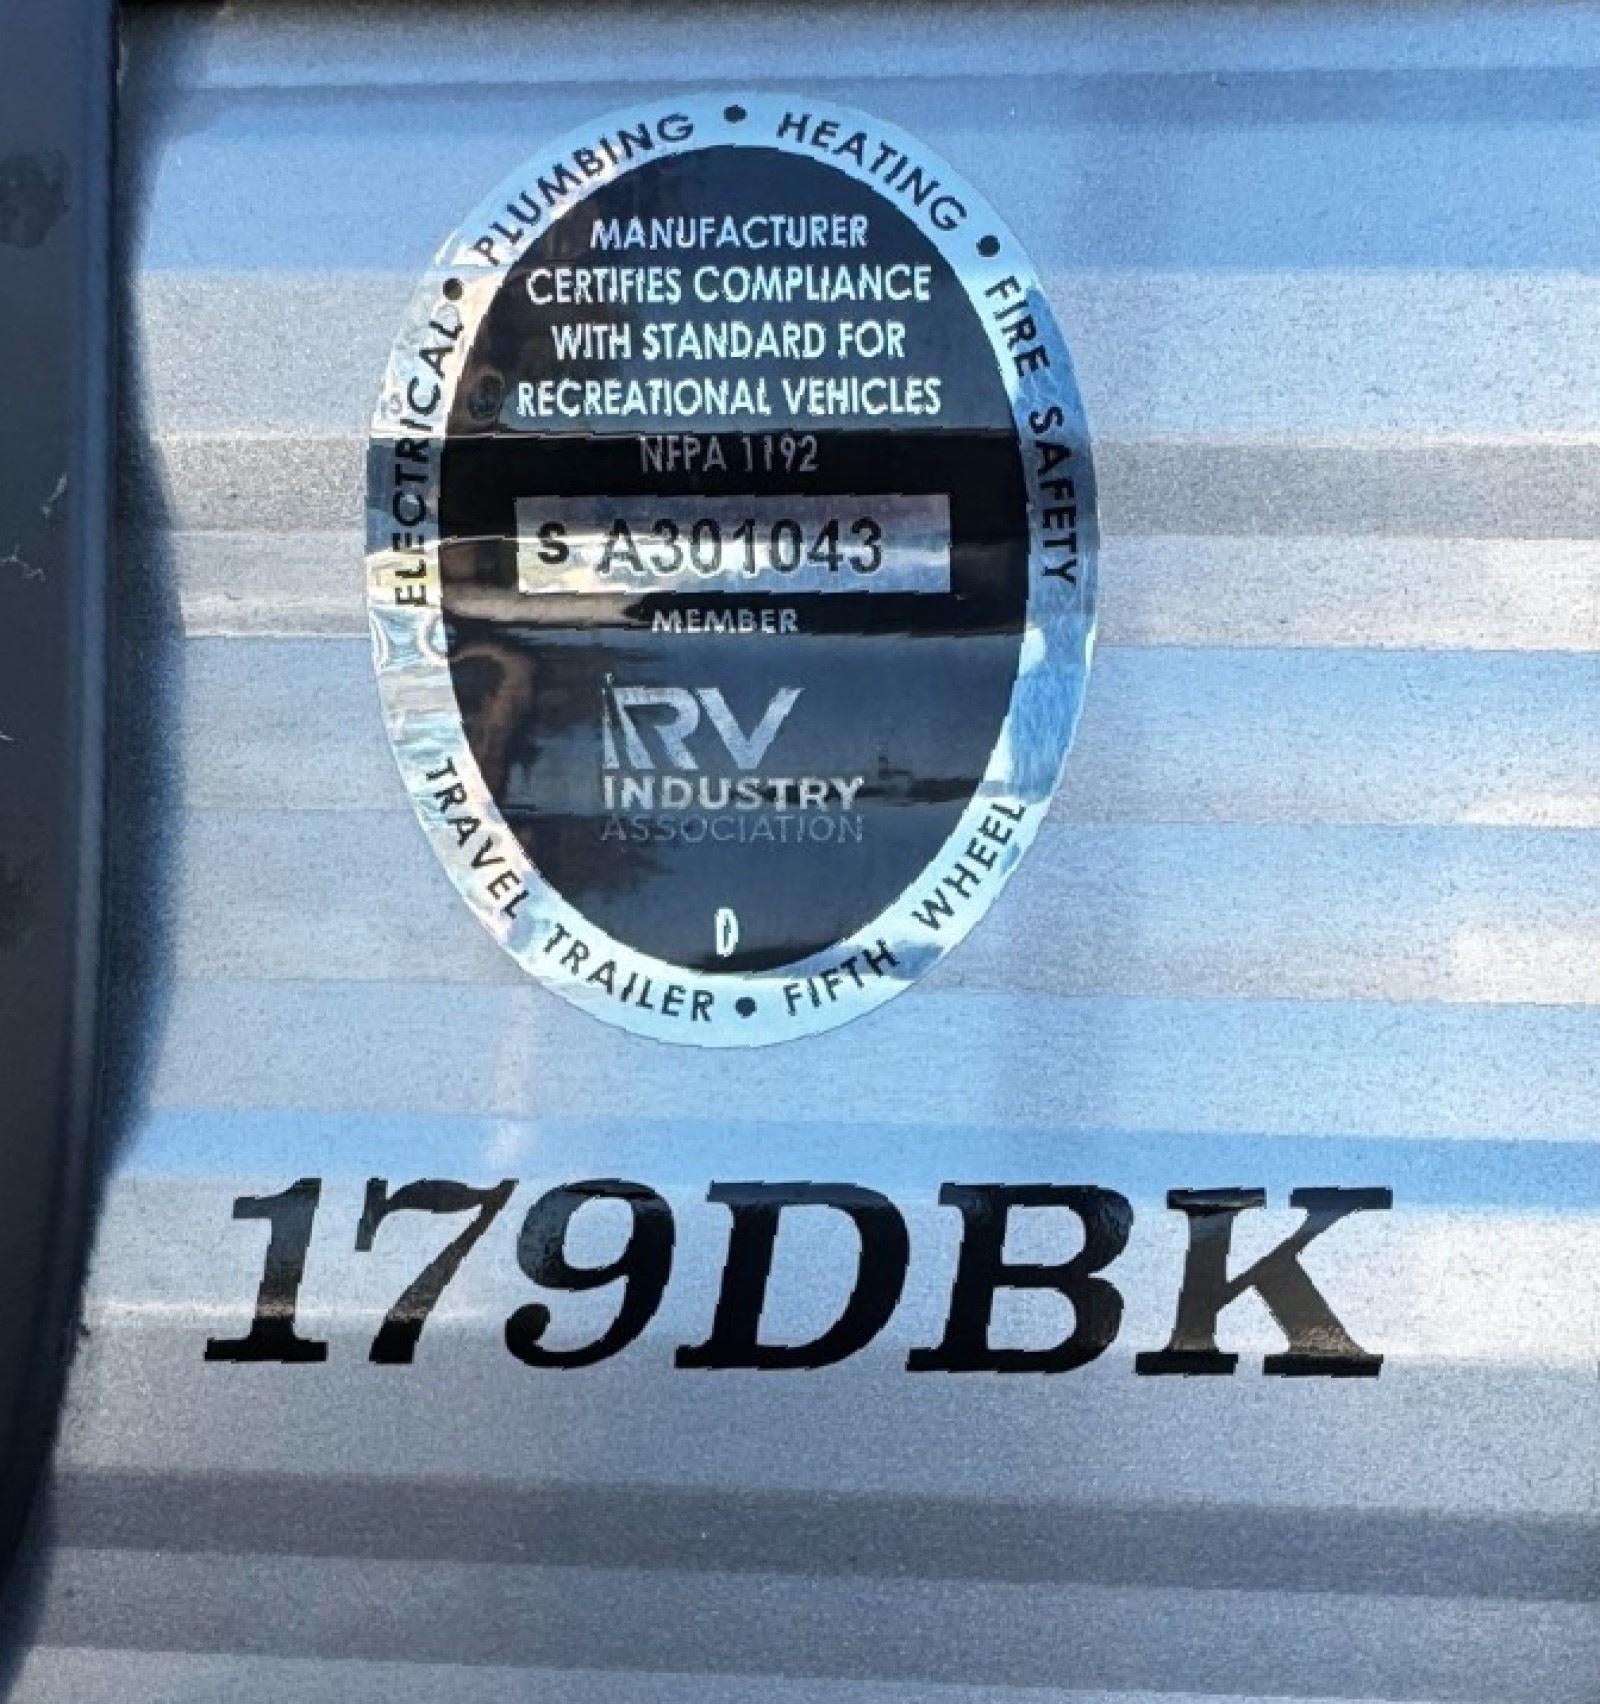 ELECTRICAL • PLUMBING • HEATING • FIRE SAFETY
MANUFACTURER
CERTIFIES COMPLIANCE
WITH STANDARD FOR
RECREATIONAL VEHICLES
NFPA 1192
S A301043
MEMBER
RV
INDUSTRY
ASSOCIATION
D
TRAVEL TRAILER • FIFTH WHEEL
179DBK